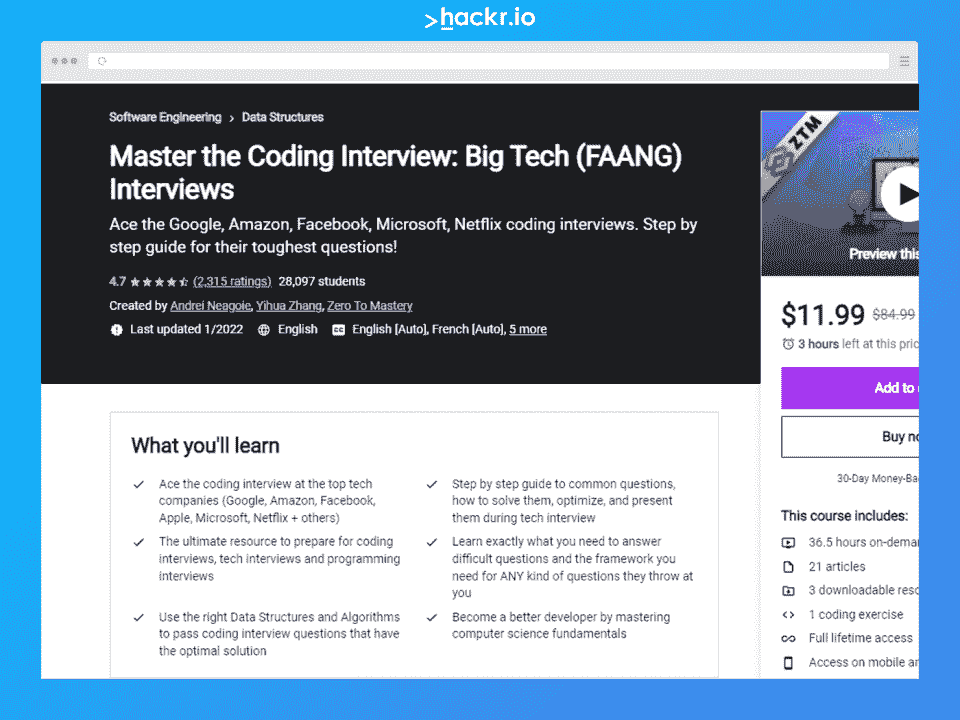 >hackr.io
Software Engineering > Data Structures
Master the Coding Interview: Big Tech (FAANG)
Interviews
Ace the Google, Amazon, Facebook, Microsoft, Netflix coding interviews. Step by
step guide for their toughest questions!
4.7 (2,315 ratings) 28,097 students
Created by Andrei Neagoie, Yihua Zhang, Zero To Mastery
Last updated 1/2022 English CC English [Auto], French [Auto], 5 more
ZTM
Preview this
$11.99 $84.99
3 hours left at this pric
Add to
Buy no
30-Day Money-Ba
This course includes:
36.5 hours on-deman
21 articles
3 downloadable reso
1 coding exercise
Full lifetime access
Access on mobile an
What you'll learn
Ace the coding interview at the top tech
companies (Google, Amazon, Facebook,
Apple, Microsoft, Netflix + others)
The ultimate resource to prepare for coding
interviews, tech interviews and programming
interviews
Use the right Data Structures and Algorithms
to pass coding interview questions that have
the optimal solution
Step by step guide to common questions,
how to solve them, optimize, and present
them during tech interview
Learn exactly what you need to answer
difficult questions and the framework you
need for ANY kind of questions they throw at
you
Become a better developer by mastering
computer science fundamentals